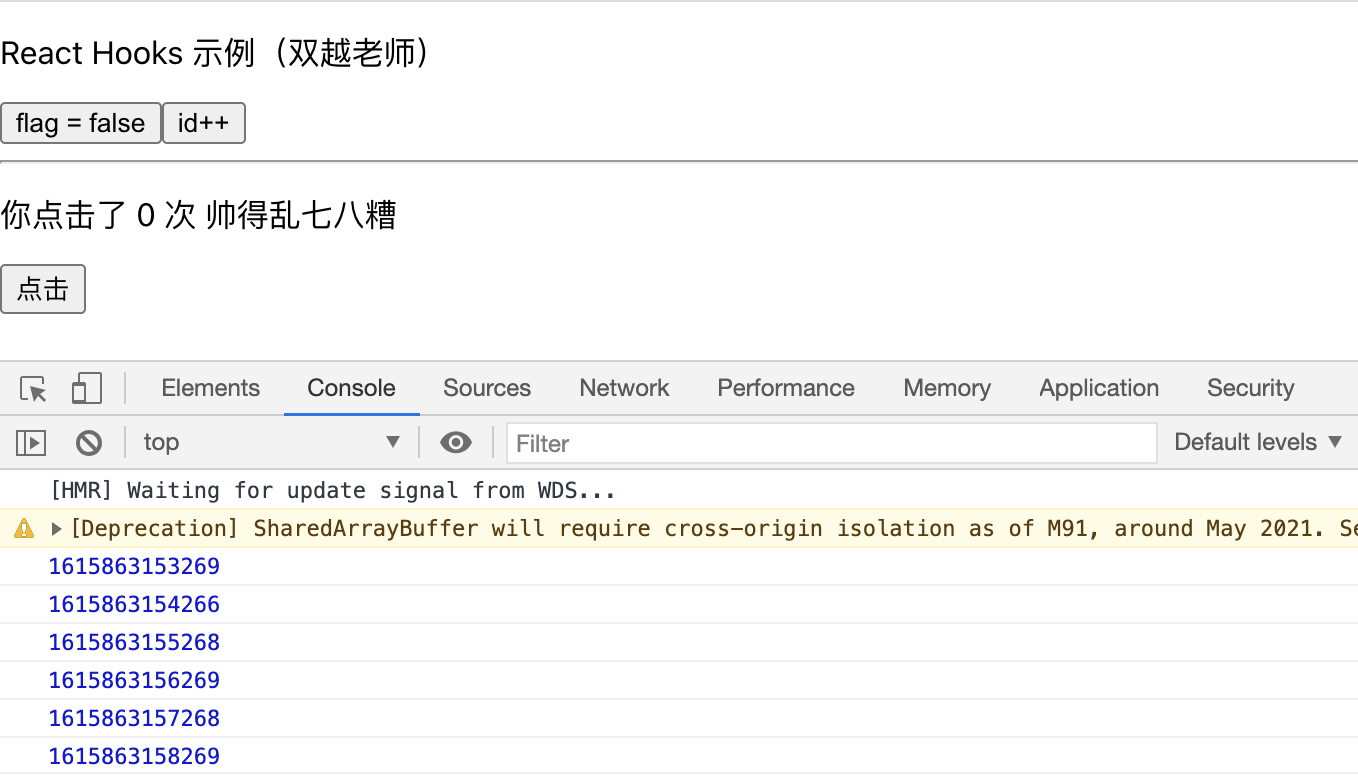 React Hooks 示例（双越老师）
flag = false id++
你点击了 0 次 帅得乱七八糟
点击
Elements Console Sources Network Performance Memory Application Security
top Filter Default levels
[HMR] Waiting for update signal from WDS...
[Deprecation] SharedArrayBuffer will require cross-origin isolation as of M91, around May 2021. Se
1615863153269
1615863154266
1615863155268
1615863156269
1615863157268
1615863158269